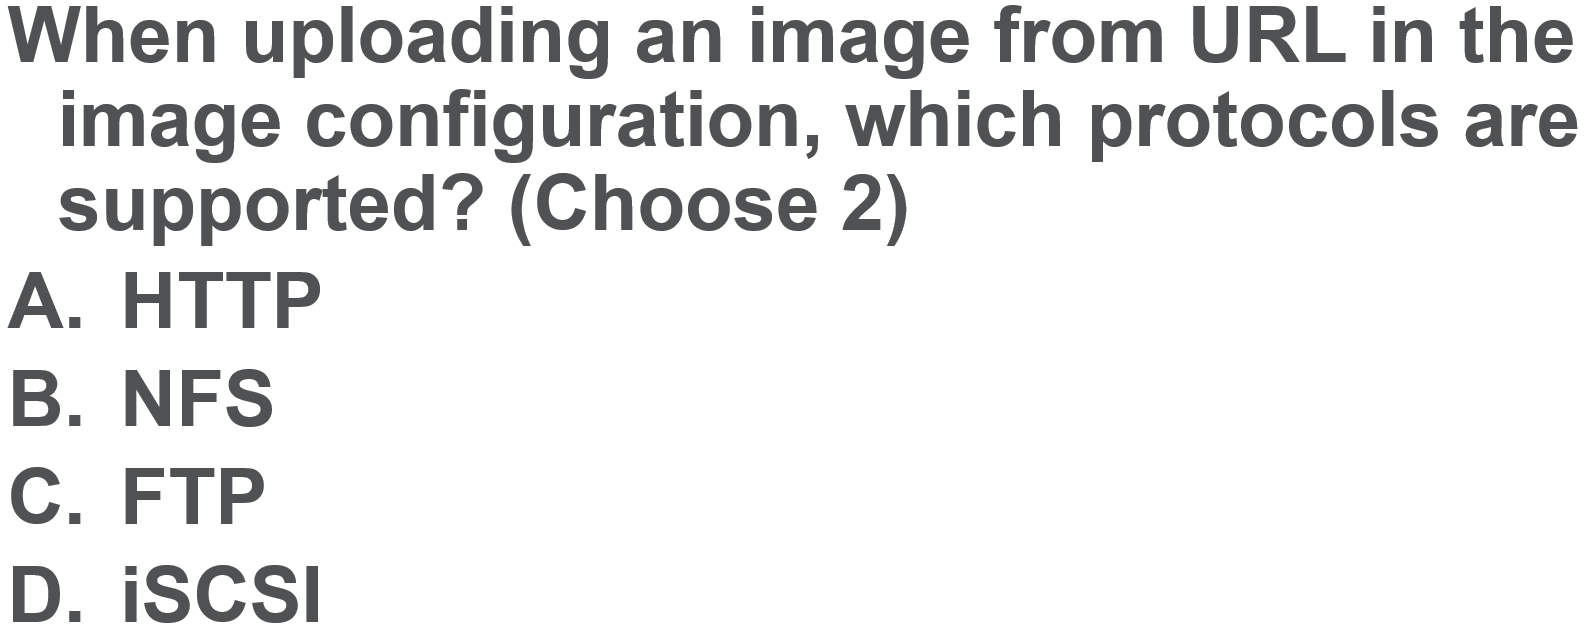 When uploading an image from URL in the
image configuration, which protocols are
supported? (Choose 2)
A. HTTP
B. NFS
C. FTP
D. iSCSI